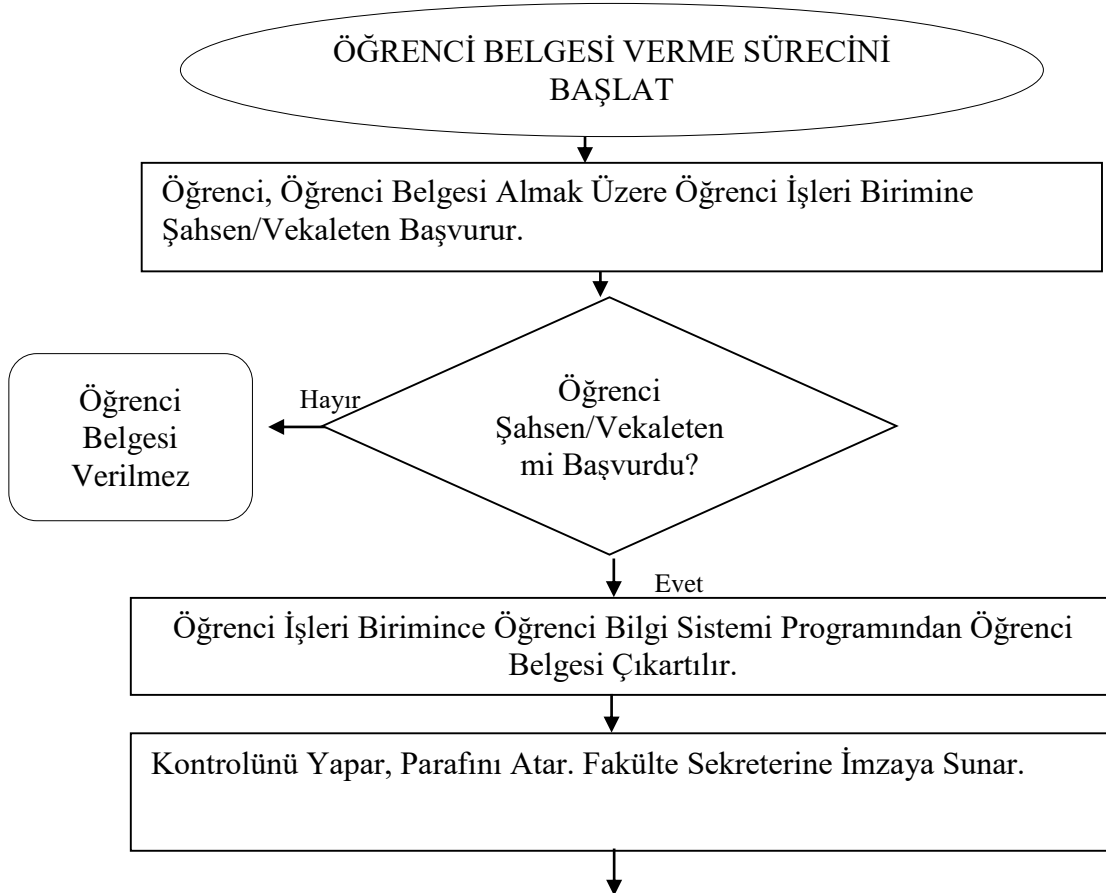 ÖĞRENCİ BELGESİ VERME SÜRECİNİ
BAŞLAT
Öğrenci, Öğrenci Belgesi Almak Üzere Öğrenci İşleri Birimine
Şahsen/Vekaleten Başvurur.
Öğrenci
Şahsen/Vekaleten
mi Başvurdu?
Hayır
Öğrenci
Belgesi
Verilmez
Evet
Öğrenci İşleri Birimince Öğrenci Bilgi Sistemi Programından Öğrenci
Belgesi Çıkartılır.
Kontrolünü Yapar, Parafını Atar. Fakülte Sekreterine İmzaya Sunar.